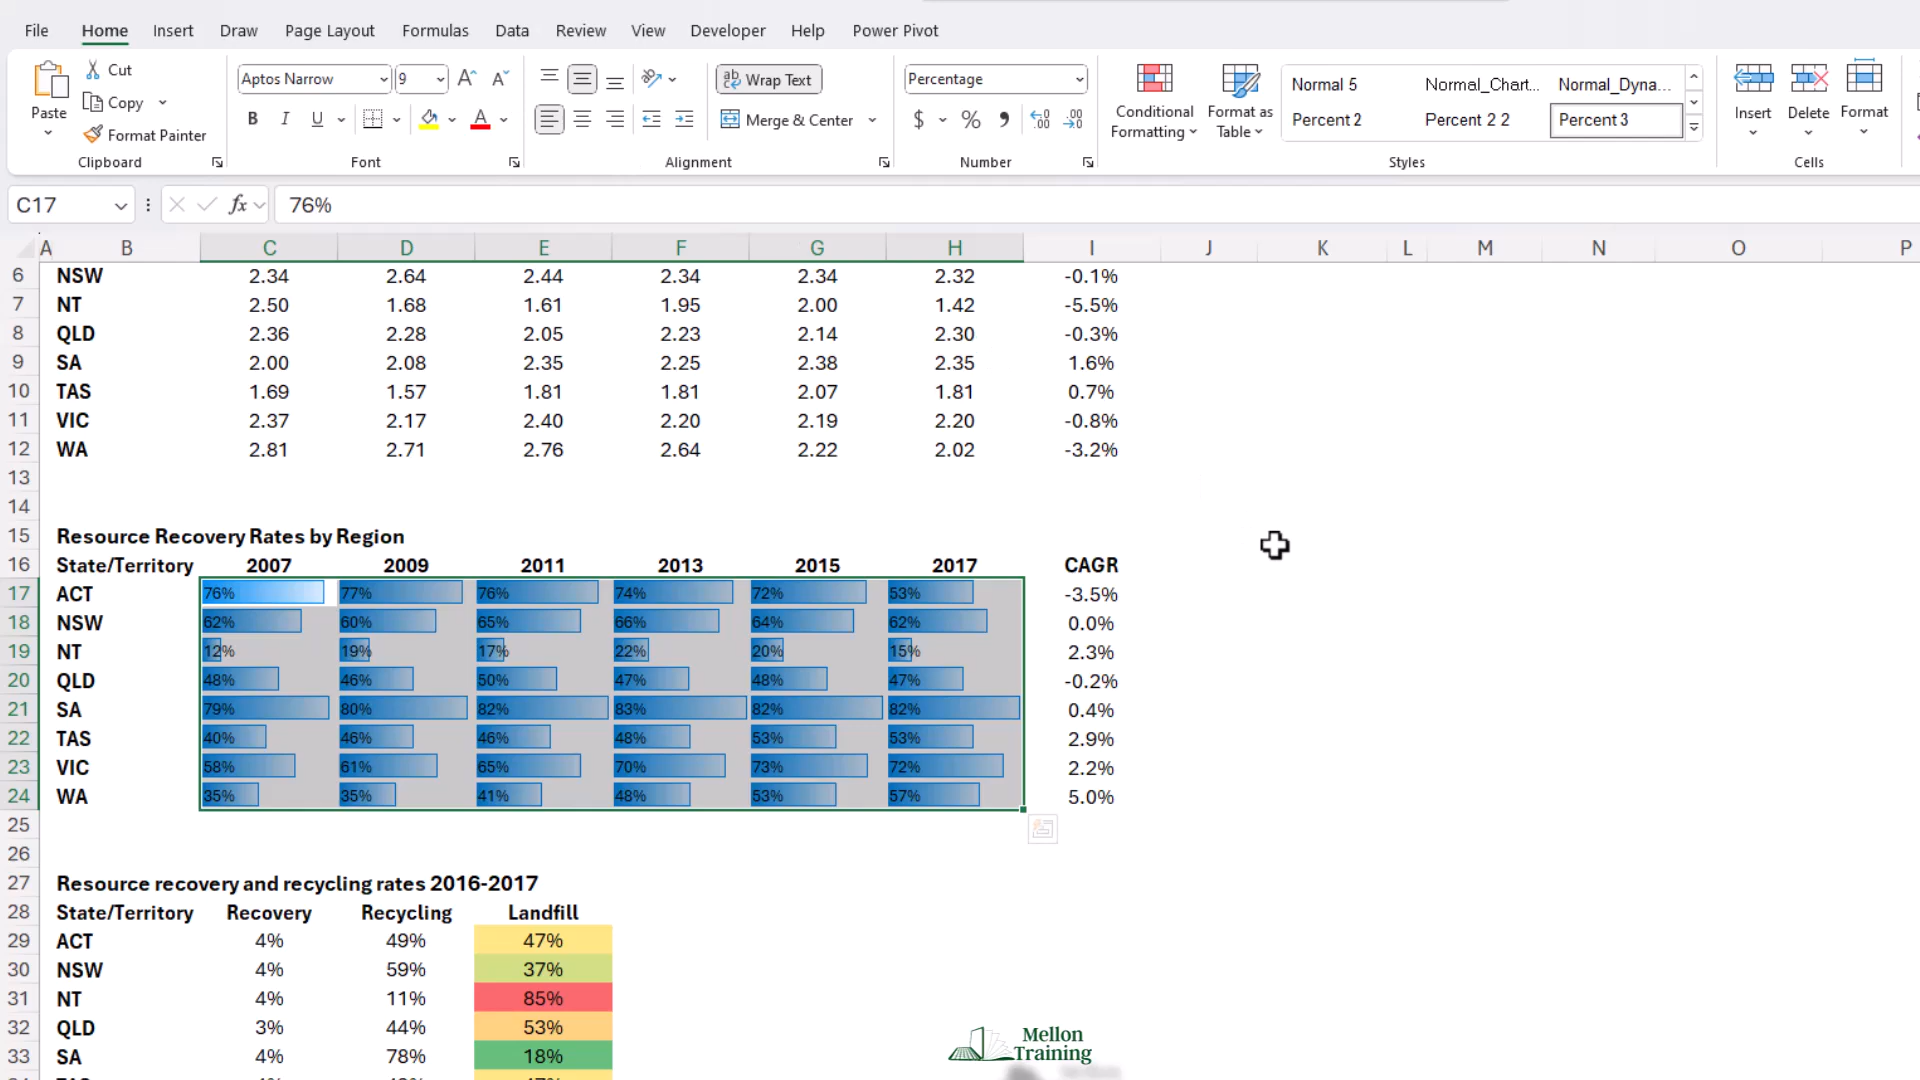 File Home Insert Draw Page Layout Formulas Data Review View Developer Help Power Pivot
Paste Cut Copy Format Painter
Clipboard
Aptos Narrow 9 A^ A˅
B I U A
Font
ab Wrap Text
Merge & Center
Alignment
Percentage
$ % 9 .00
Number
Conditional Formatting
Format as Table
Normal 5 Normal_Chart... Normal_Dyna...
Percent 2 Percent 2 2 Percent 3
Styles
Insert Delete Format
Cells
C17 fx 76%
A B C D E F G H I J K L M N O P
6 NSW 2.34 2.64 2.44 2.34 2.34 2.32 -0.1%
7 NT 2.50 1.68 1.61 1.95 2.00 1.42 -5.5%
8 QLD 2.36 2.28 2.05 2.23 2.14 2.30 -0.3%
9 SA 2.00 2.08 2.35 2.25 2.38 2.35 1.6%
10 TAS 1.69 1.57 1.81 1.81 2.07 1.81 0.7%
11 VIC 2.37 2.17 2.40 2.20 2.19 2.20 -0.8%
12 WA 2.81 2.71 2.76 2.64 2.22 2.02 -3.2%
13
14
15 Resource Recovery Rates by Region
16 State/Territory 2007 2009 2011 2013 2015 2017 CAGR
17 ACT 76% 77% 76% 74% 72% 53% -3.5%
18 NSW 62% 60% 65% 66% 64% 62% 0.0%
19 NT 12% 19% 17% 22% 20% 15% 2.3%
20 QLD 48% 46% 50% 47% 48% 47% -0.2%
21 SA 79% 80% 82% 83% 82% 82% 0.4%
22 TAS 40% 46% 46% 48% 53% 53% 2.9%
23 VIC 58% 61% 65% 70% 73% 72% 2.2%
24 WA 35% 35% 41% 48% 53% 57% 5.0%
25
26
27 Resource recovery and recycling rates 2016-2017
28 State/Territory Recovery Recycling Landfill
29 ACT 4% 49% 47%
30 NSW 4% 59% 37%
31 NT 4% 11% 85%
32 QLD 3% 44% 53%
33 SA 4% 78% 18%
Mellon
Training